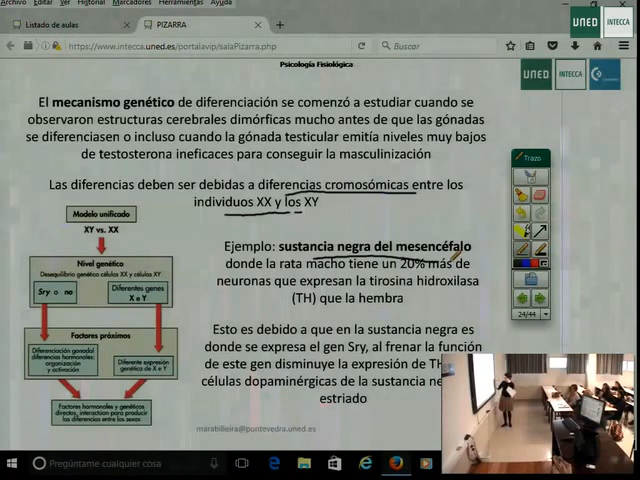 Archivo Editar Ver Historial Marcadores Herramientas Ayuda
Listado de aulas
PIZARRA
https://www.intecca.uned.es/portalavip/salaPizarra.php
Buscar
UNED
INTECCA
Psicología Fisiológica
UNED
INTECCA
El mecanismo genético de diferenciación se comenzó a estudiar cuando se
observaron estructuras cerebrales dimórficas mucho antes de que las gónadas
se diferenciasen o incluso cuando la gónada testicular emitía niveles muy bajos
de testosterona ineficaces para conseguir la masculinización
Las diferencias deben ser debidas a diferencias cromosómicas entre los
individuos XX y los XY
Modelo unificado
XY vs. XX
Nivel genético
Desequilibrio genético células XX y células XY
Sry o no
Diferentes genes
X e Y
Factores próximos
Diferenciación gonadal
diferencias hormonales:
organización
y activación
Diferente expresión
genética de X e Y
Factores hormonales y genéticos
directos, interactúan para producir
las diferencias entre los sexos
Ejemplo: sustancia negra del mesencéfalo
donde la rata macho tiene un 20% más de
neuronas que expresan la tirosina hidroxilasa
(TH) que la hembra
Esto es debido a que en la sustancia negra es
donde se expresa el gen Sry, al frenar la función
de este gen disminuye la expresión de TH
células dopaminérgicas de la sustancia ne
estriado
marabilleira@pontevedra.uned.es
Trazo
24/44
Pregúntame cualquier cosa